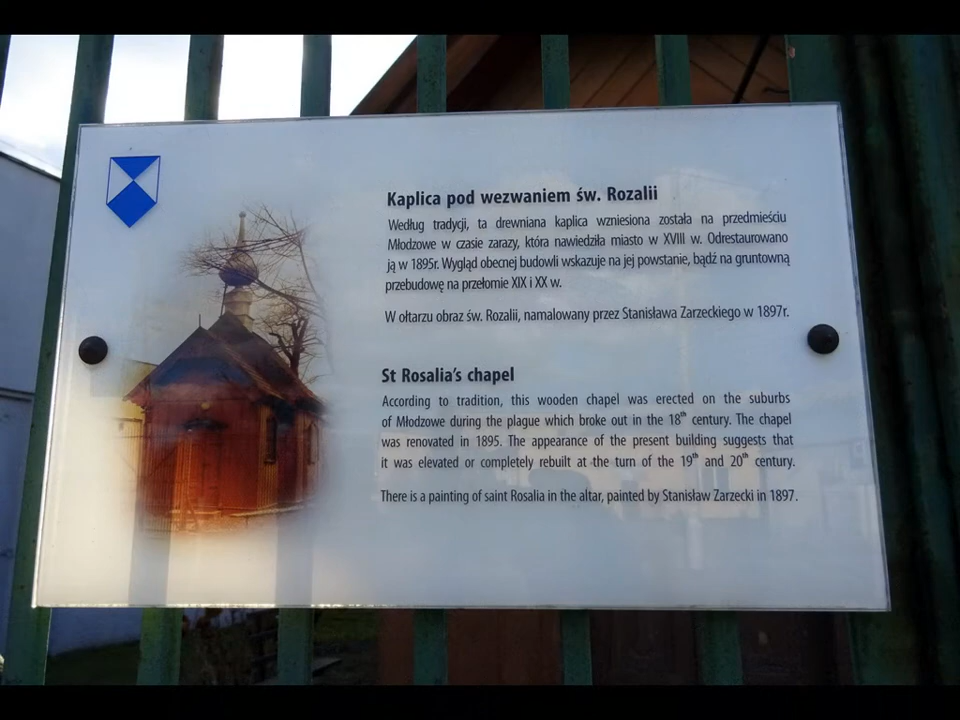 Kaplica pod wezwaniem św. Rozalii
Według tradycji, ta drewniana kaplica wzniesiona została na przedmieściu
Młodzowe w czasie zarazy, która nawiedziła miasto w XVIII w. Odrestaurowano
ją w 1895r. Wygląd obecnej budowli wskazuje na jej powstanie, bądź na gruntowną
przebudowę na przełomie XIX i XX w.
W ołtarzu obraz św. Rozalii, namalowany przez Stanisława Zarzeckiego w 1897r.
St Rosalia's chapel
According to tradition, this wooden chapel was erected on the suburbs
of Młodzowe during the plague which broke out in the 18th century. The chapel
was renovated in 1895. The appearance of the present building suggests that
it was elevated or completely rebuilt at the turn of the 19th and 20th century.
There is a painting of saint Rosalia in the altar, painted by Stanisław Zarzecki in 1897.